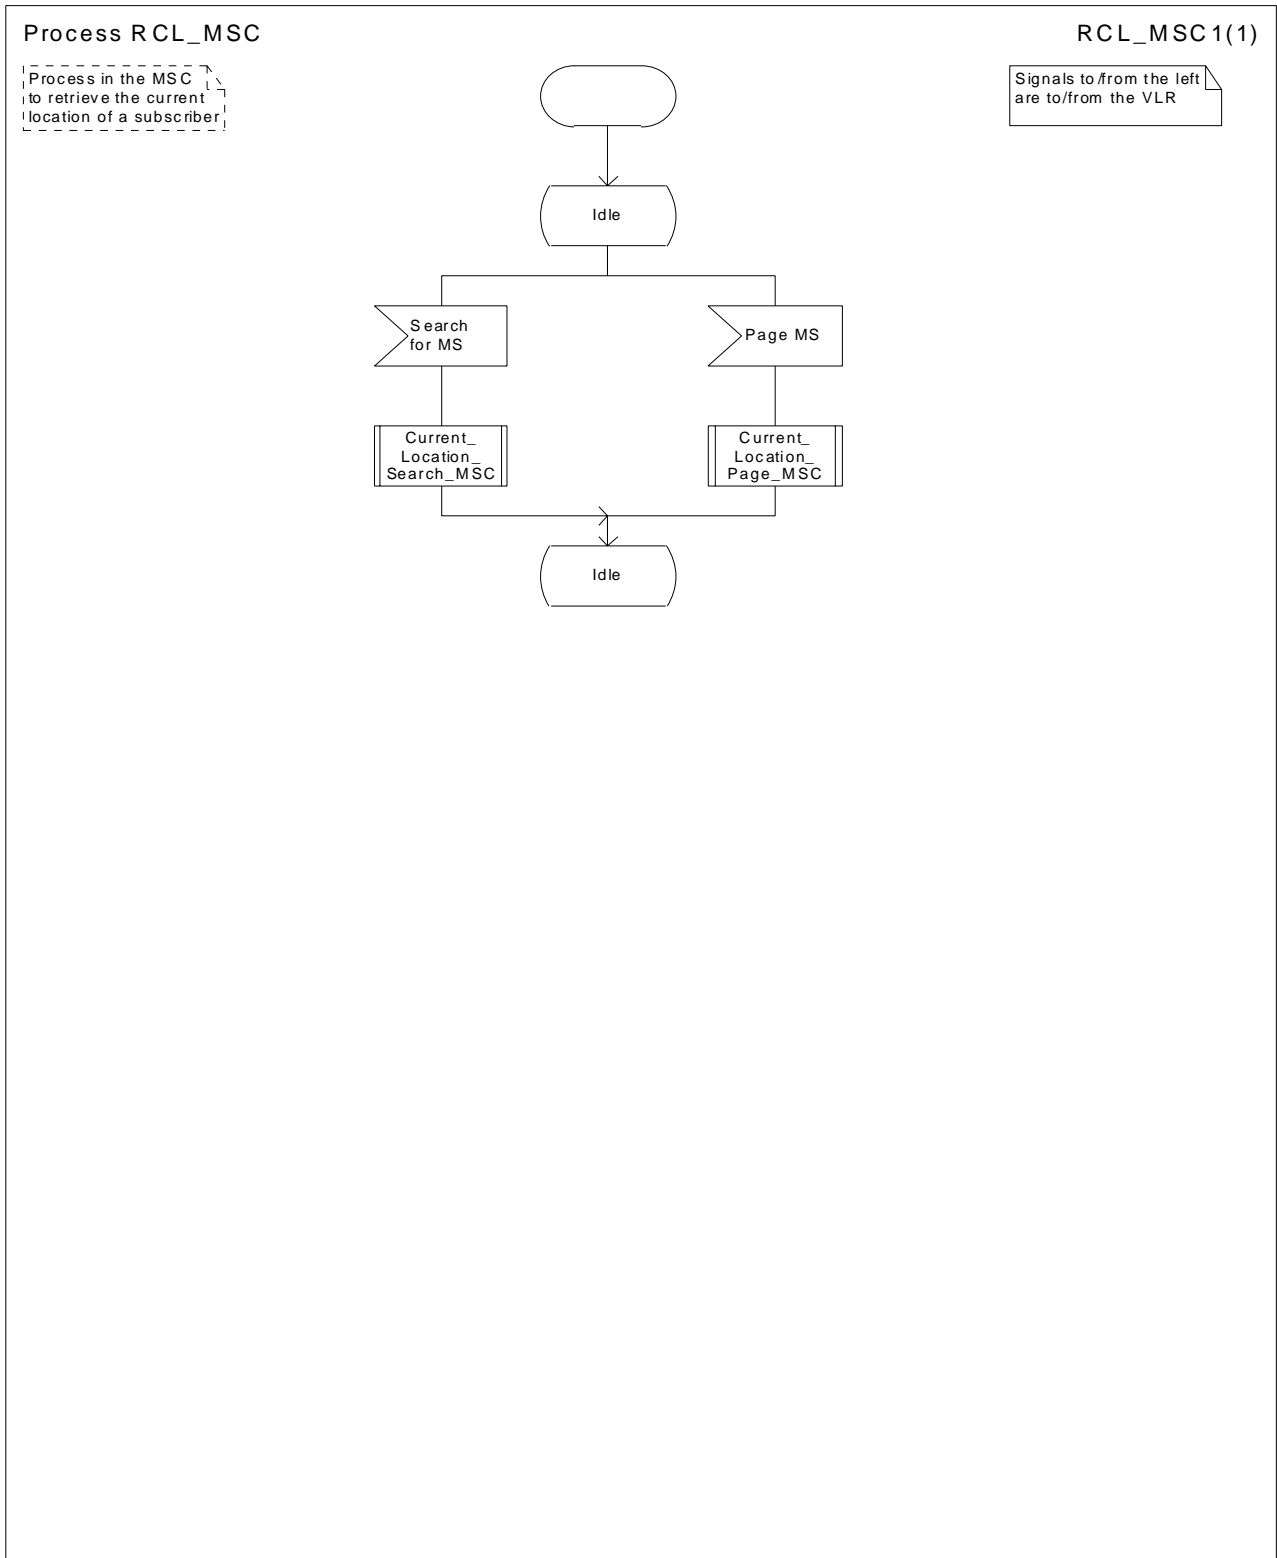 Process RCL_MSC
RCL_MSC1(1)
Process in the MSC
to retrieve the current
location of a subscriber
Signals to/from the left
are to/from the VLR
Idle
Search
for MS
Page MS
Current_
Location_
Search_MSC
Current_
Location_
Page_MSC
Idle